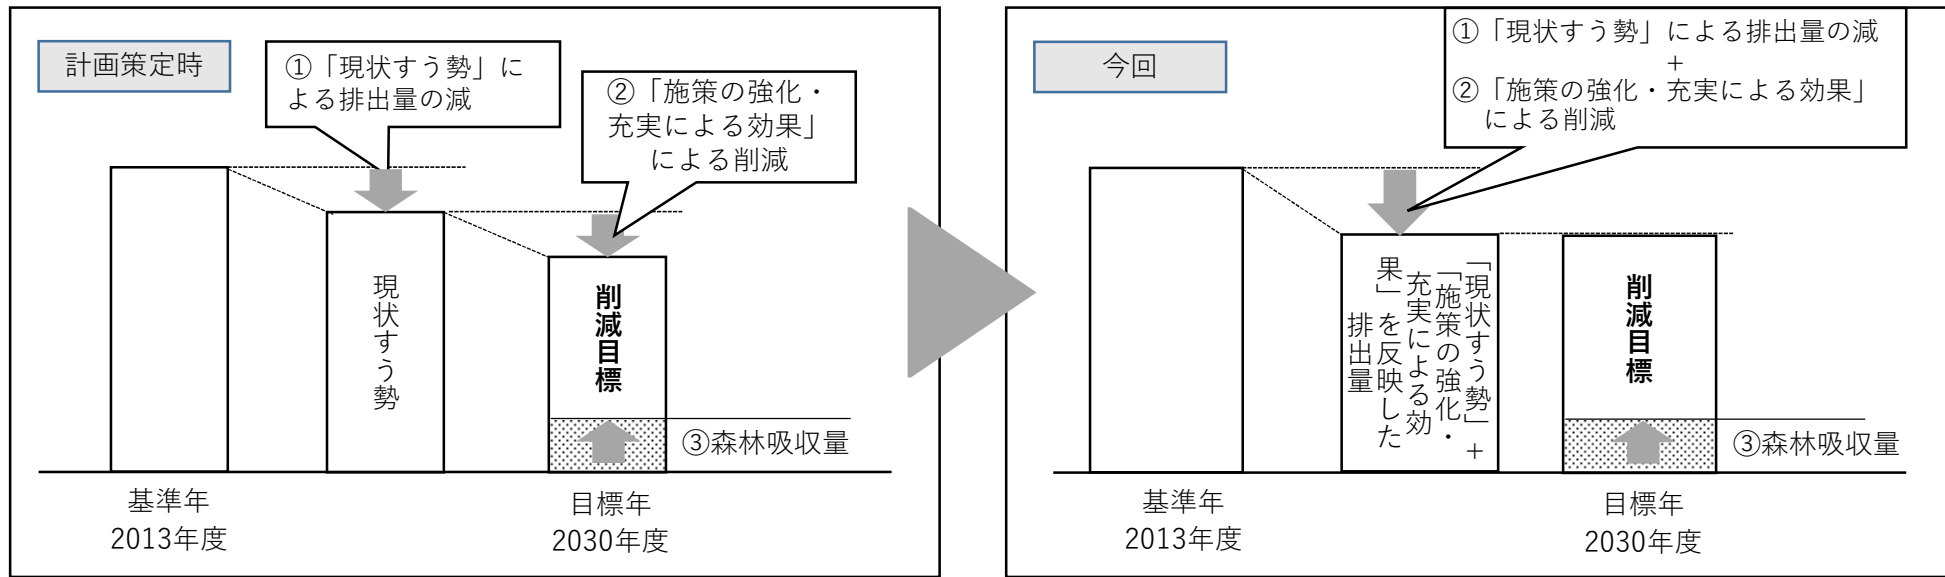 計画策定時
①「現状すう勢」に
よる排出量の減
②「施策の強化・
充実による効果」
による削減
現状すう勢
削減目標
③森林吸収量
基準年
2013年度
目標年
2030年度
今回
①「現状すう勢」による排出量の減
+
②「施策の強化・充実による効果」
による削減
「現状すう勢」+
「施策の強化・
充実による効
果」を反映した
排出量
削減目標
③森林吸収量
基準年
2013年度
目標年
2030年度